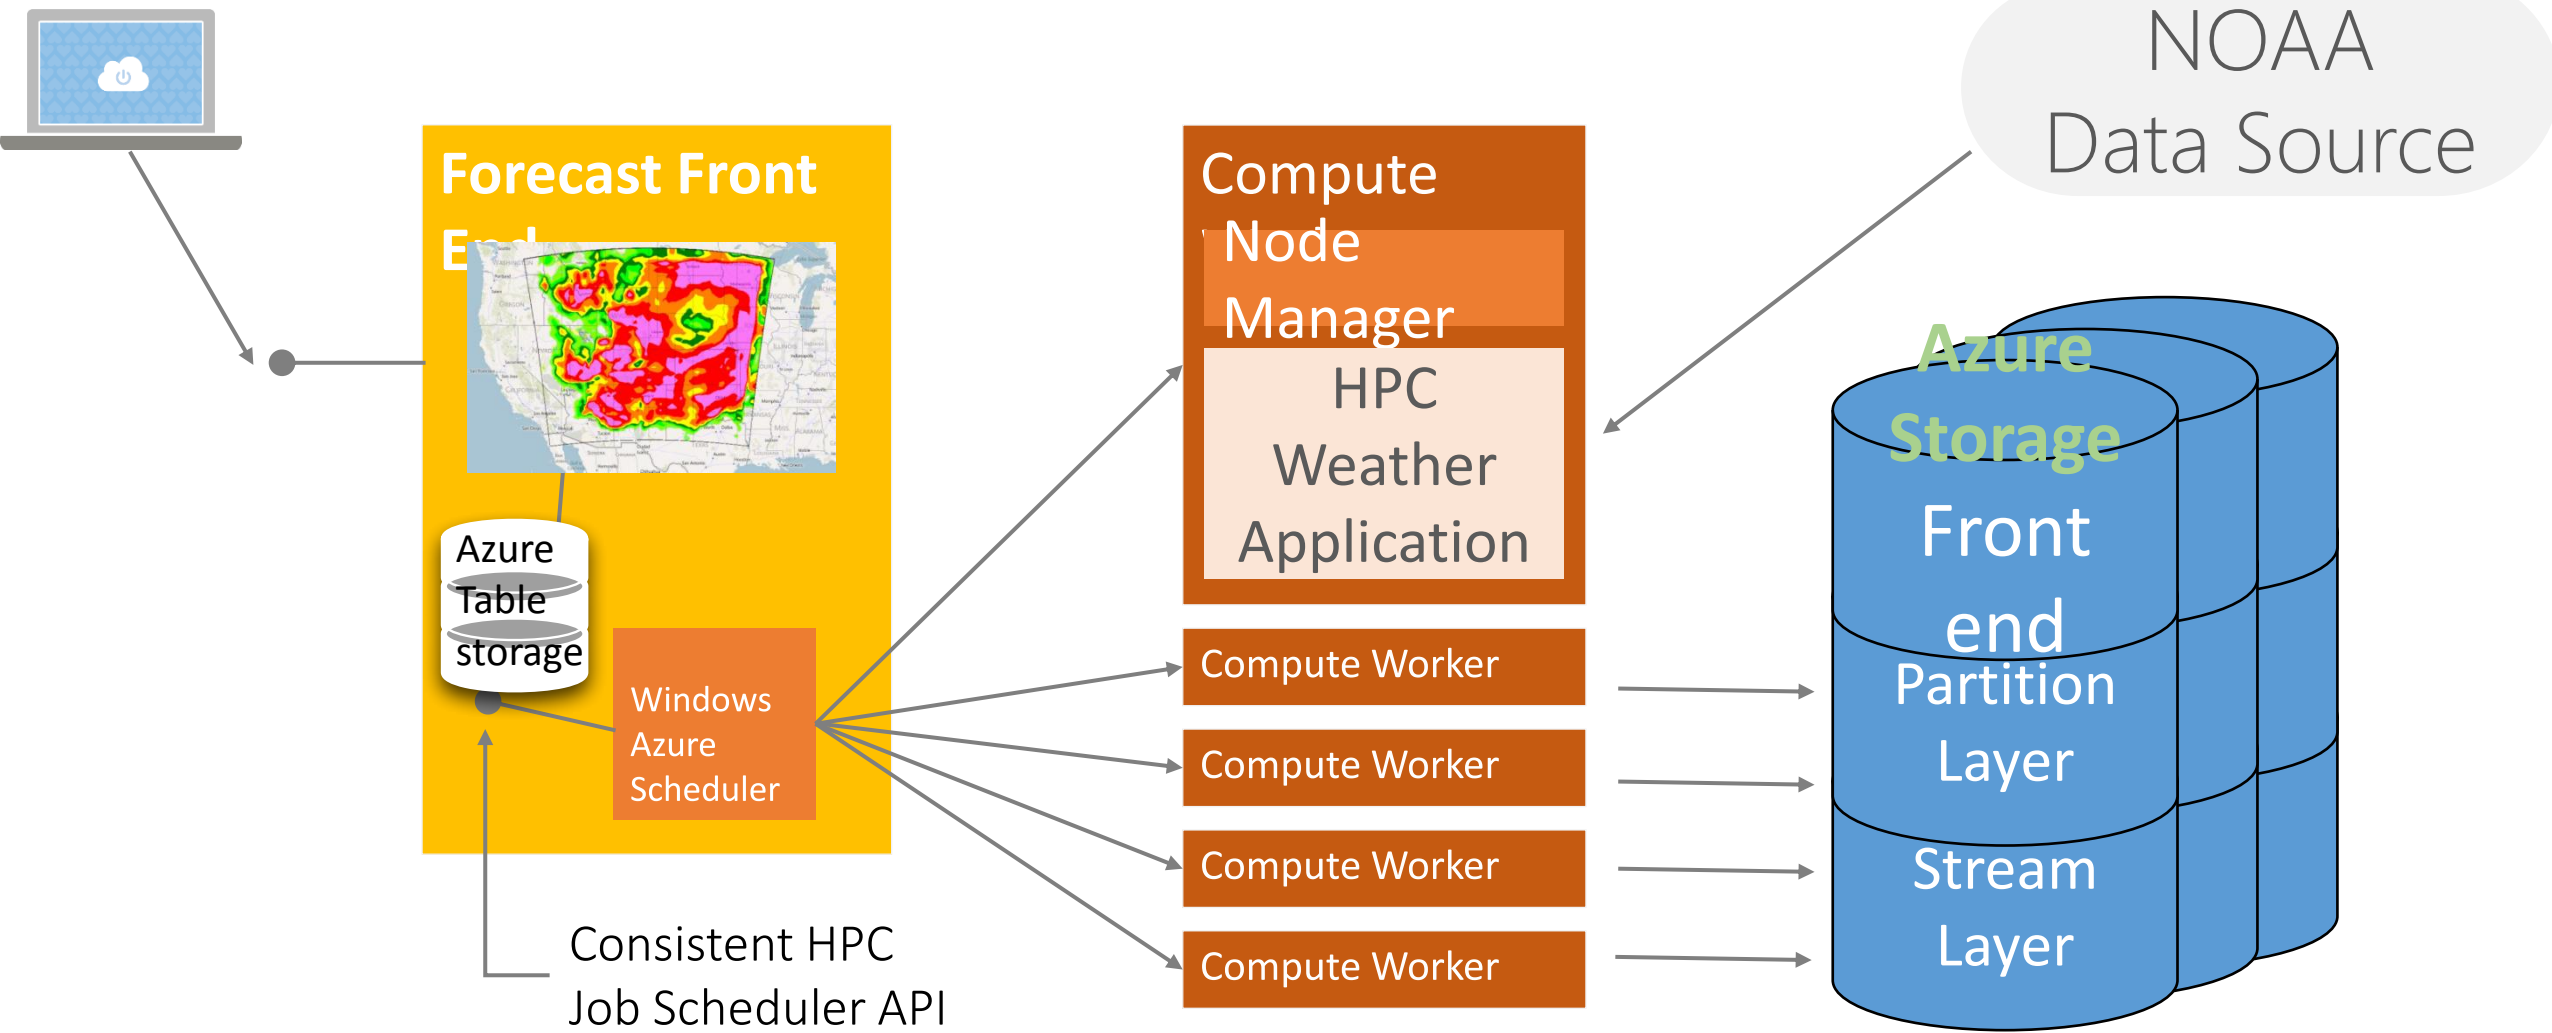 NOAA
Data Source
Forecast Front
End
Azure
Table
storage
Windows
Azure
Scheduler
Consistent HPC
Job Scheduler API
Compute
Node
Manager
HPC
Weather
Application
Compute Worker
Compute Worker
Compute Worker
Compute Worker
Azure
Storage
Front
end
Partition
Layer
Stream
Layer